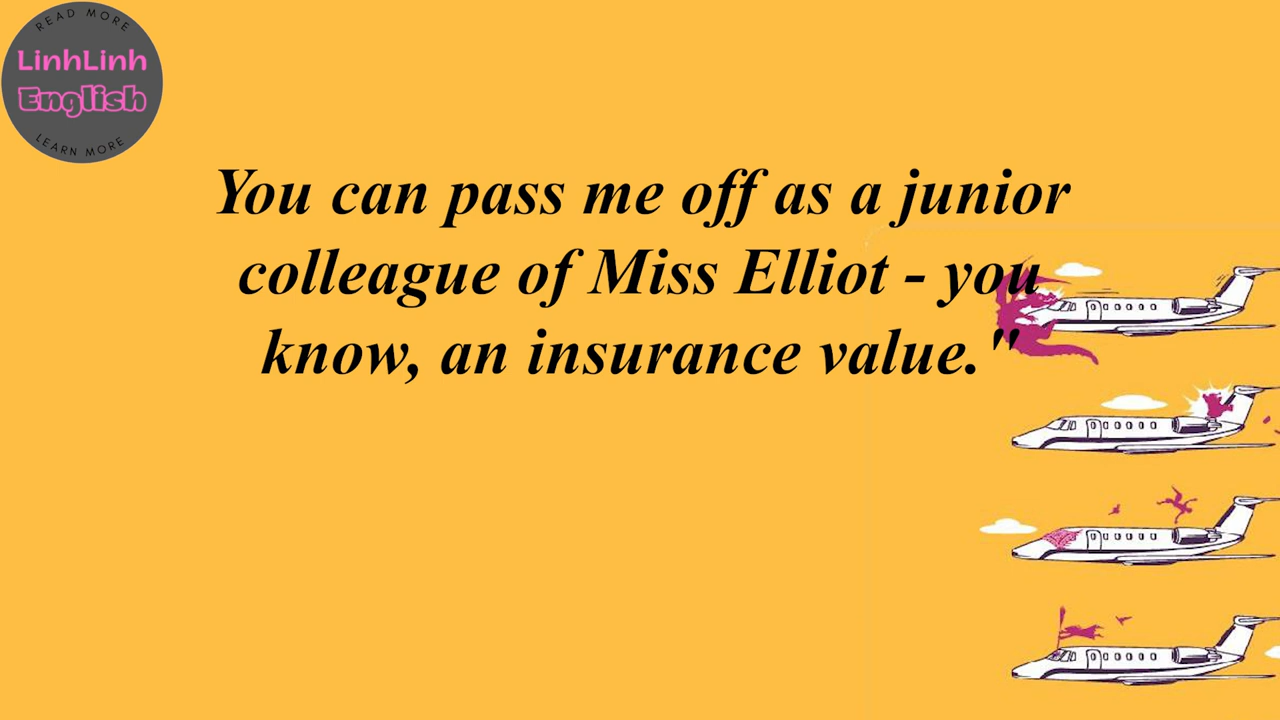 READ MORE
LinhLinh
English
LEARN MORE
You can pass me off as a junior
colleague of Miss Elliot - you
know, an insurance value."